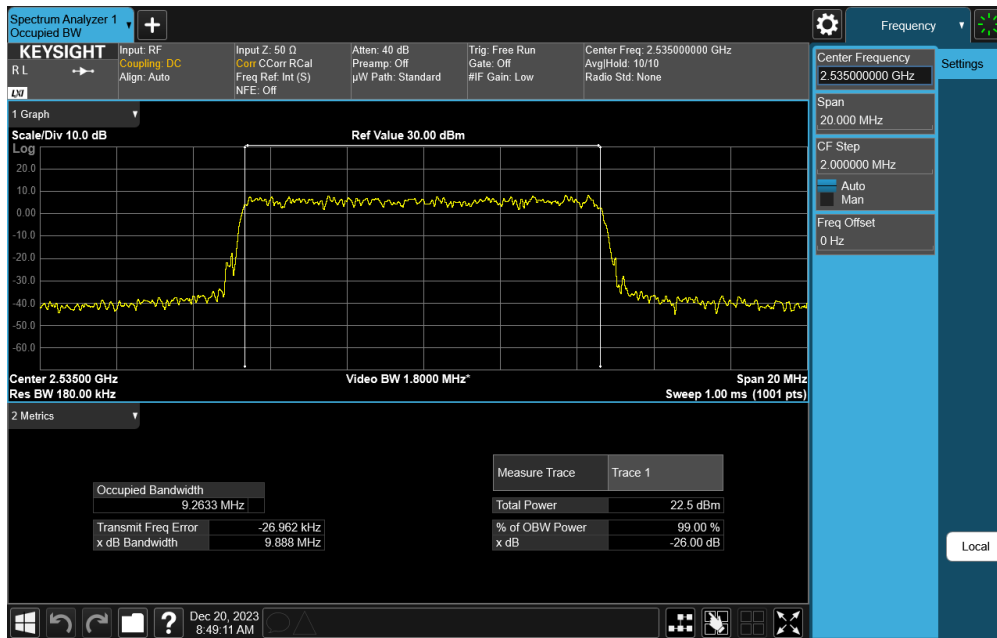 Spectrum Analyzer 1
Occupied BW
KEYSIGHT
R L
LXI
Input: RF
Coupling: DC
Align: Auto
Input Z: 50 Ω
Corr CCorr RCal
Freq Ref: Int (S)
NFE: Off
Atten: 40 dB
Preamp: Off
µW Path: Standard
Trig: Free Run
Gate: Off
#IF Gain: Low
Center Freq: 2.535000000 GHz
Avg|Hold: 10/10
Radio Std: None
Frequency
Center Frequency
2.535000000 GHz
Settings
Span
20.000 MHz
CF Step
2.000000 MHz
Auto
Man
Freq Offset
0 Hz
Local
1 Graph
Scale/Div 10.0 dB
Ref Value 30.00 dBm
Log
20.0
10.0
0.00
-10.0
-20.0
-30.0
-40.0
-50.0
-60.0
Center 2.53500 GHz
Video BW 1.8000 MHz*
Span 20 MHz
Res BW 180.00 kHz
Sweep 1.00 ms (1001 pts)
2 Metrics
Occupied Bandwidth
9.2633 MHz
Transmit Freq Error -26.962 kHz
x dB Bandwidth 9.888 MHz
Measure Trace Trace 1
Total Power 22.5 dBm
% of OBW Power 99.00 %
x dB -26.00 dB
Dec 20, 2023
8:49:11 AM